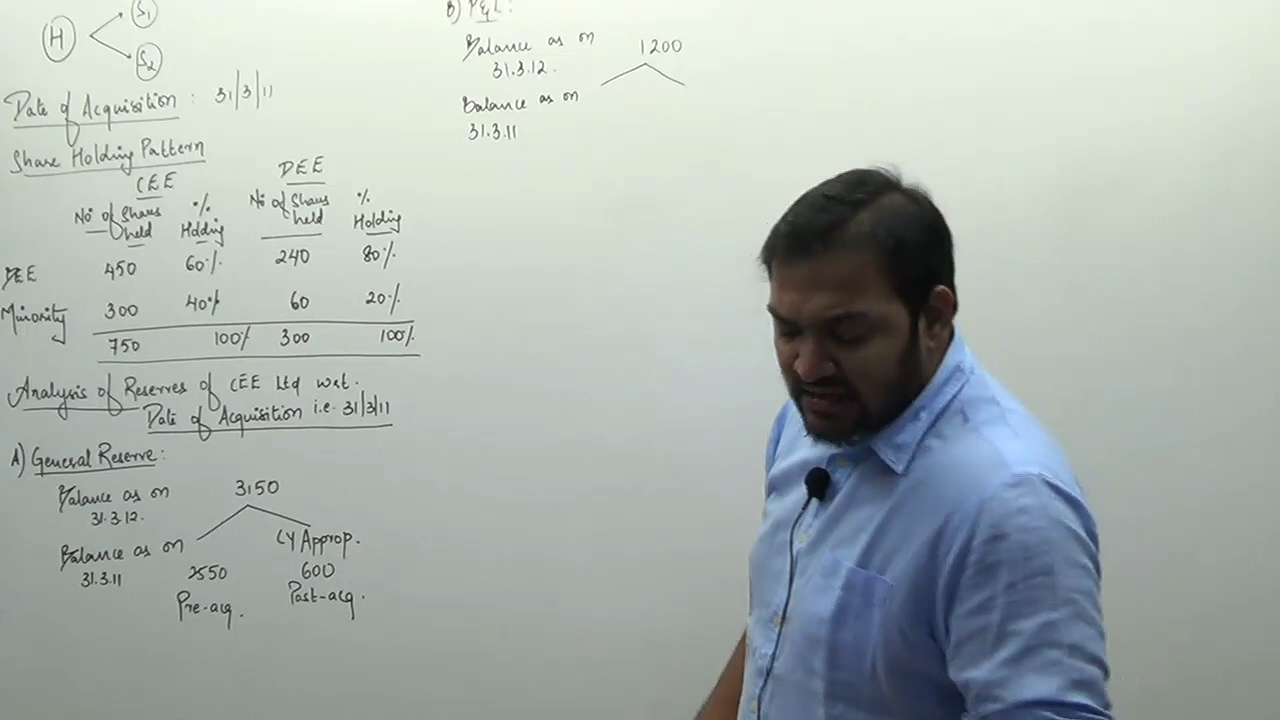 H
S1
S2
Date of Acquisition : 31/3/11
Share Holding Pattern
CEE DEE
No of Shares held % Holding No of Shares held % Holding
DEE 450 60% 240 80%
Minority 300 40% 60 20%
750 100% 300 100%
Analysis of Reserves of CEE Ltd wrt.
Date of Acquisition i.e. 31/3/11
A) General Reserve:
Balance as on 3150
31.3.12.
Balance as on CY Approp.
31.3.11 2550 600
Pre-acq. Post-acq.
B) P&L:
Balance as on 1200
31.3.12.
Balance as on
31.3.11